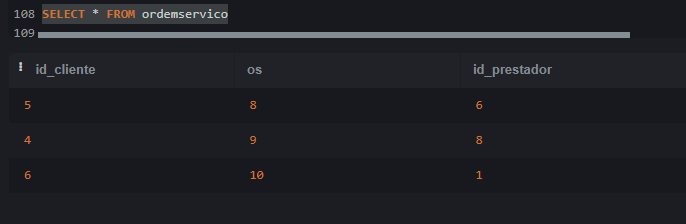 108 SELECT * FROM ordemservico
109
id_cliente os id_prestador
5 8 6
4 9 8
6 10 1